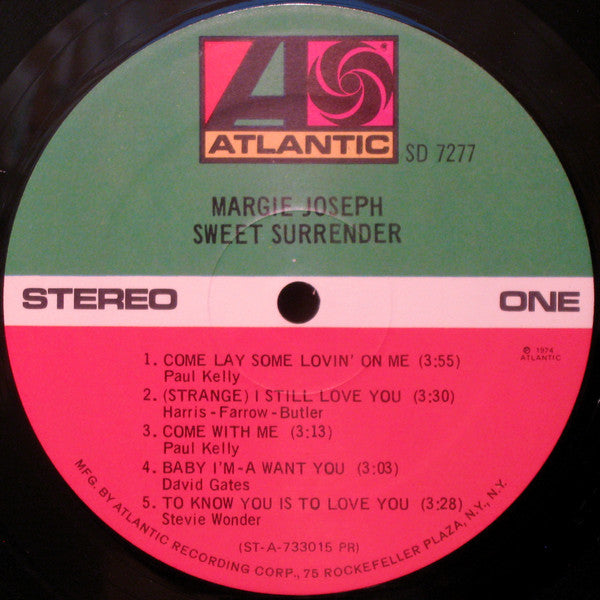 ATLANTIC
SD 7277
MARGIE JOSEPH
SWEET SURRENDER
STEREO
ONE
℗ 1974
ATLANTIC
1. COME LAY SOME LOVIN' ON ME (3:55)
Paul Kelly
2. (STRANGE) I STILL LOVE YOU (3:30)
Harris-Farrow-Butler
3. COME WITH ME (3:13)
Paul Kelly
4. BABY I'M-A WANT YOU (3:03)
David Gates
5. TO KNOW YOU IS TO LOVE YOU (3:28)
Stevie Wonder
(ST-A-733015 PR)
MFG. BY ATLANTIC RECORDING CORP., 75 ROCKEFELLER PLAZA, N.Y., N.Y.